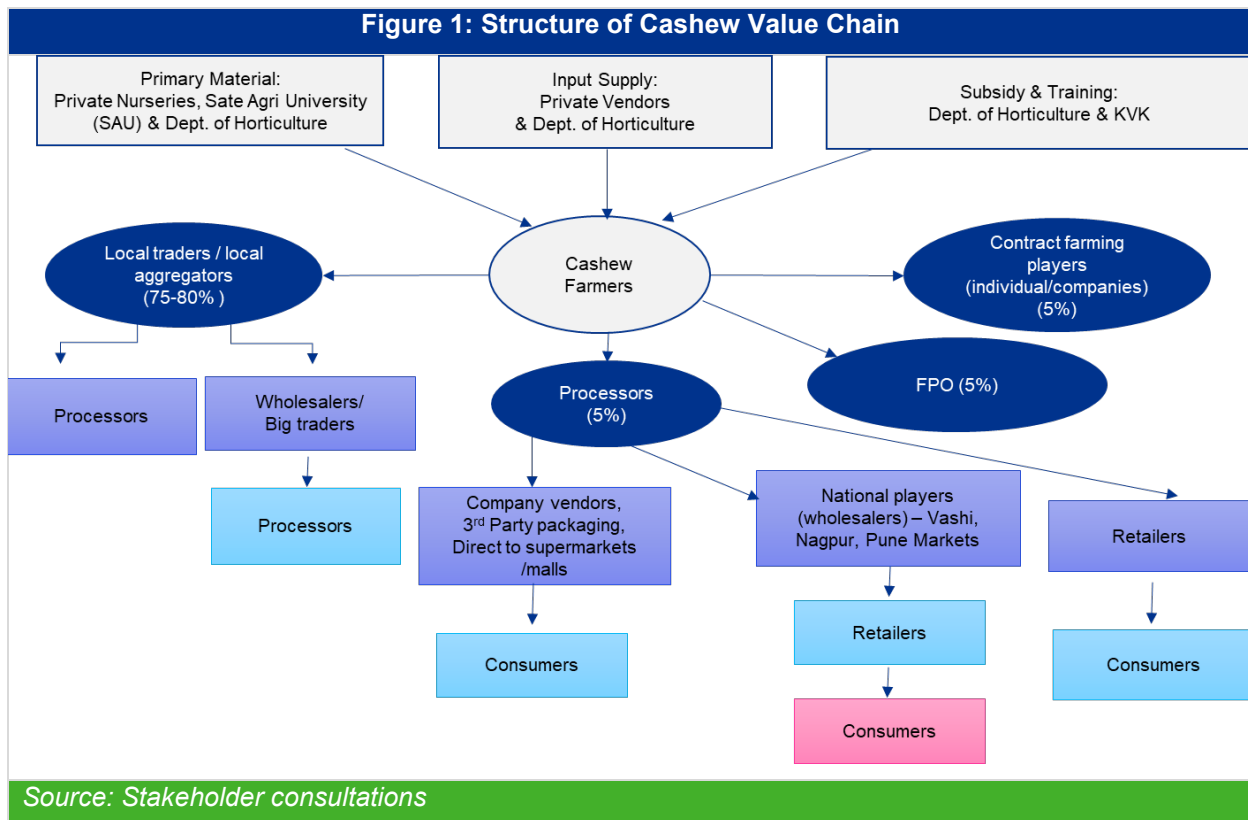 Figure 1: Structure of Cashew Value Chain
Primary Material:
Private Nurseries, Sate Agri University
(SAU) & Dept. of Horticulture
Input Supply:
Private Vendors
& Dept. of Horticulture
Subsidy & Training:
Dept. of Horticulture & KVK
Local traders / local
aggregators
(75-80% )
Cashew
Farmers
Contract farming
players
(individual/companies)
(5%)
Processors
(5%)
FPO (5%)
Processors
Wholesalers/
Big traders
Processors
Company vendors,
3rd Party packaging,
Direct to supermarkets
/malls
National players
(wholesalers) – Vashi,
Nagpur, Pune Markets
Retailers
Consumers
Retailers
Consumers
Consumers
Source: Stakeholder consultations